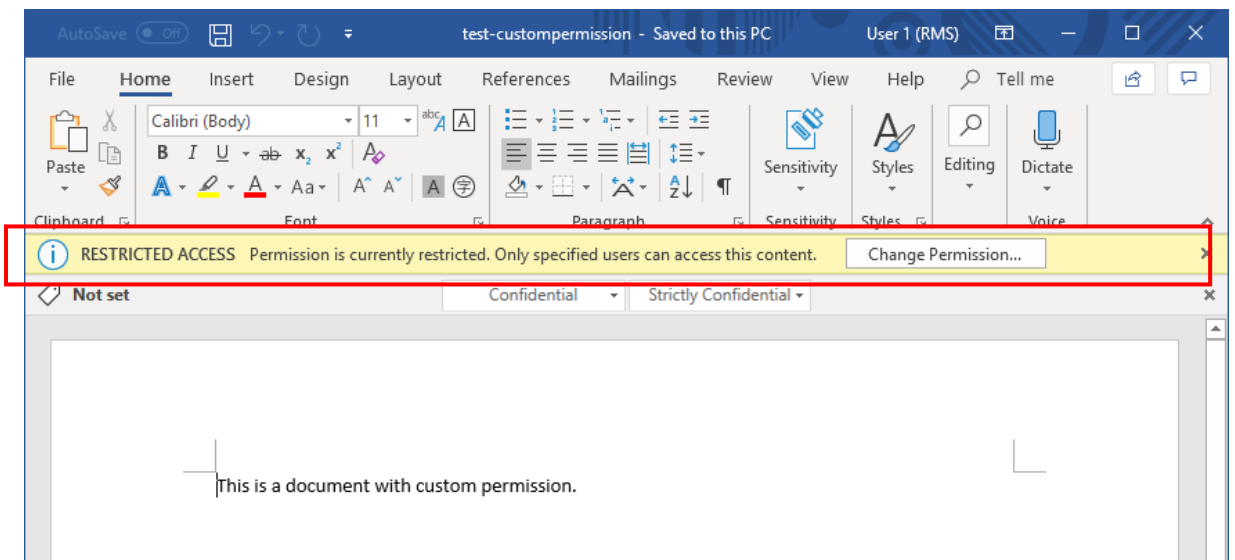 AutoSave Off test-custompermission - Saved to this PC User 1 (RMS)
File Home Insert Design Layout References Mailings Review View Help Tell me
Calibri (Body) 11 abc A A
Paste B I U ab x2 x2 A Sensitivity Styles Editing Dictate
A A Aa A A A 字 A Z ¶
Clipboard Font Paragraph Sensitivity Styles Voice
RESTRICTED ACCESS Permission is currently restricted. Only specified users can access this content. Change Permission...
Not set Confidential Strictly Confidential
This is a document with custom permission.